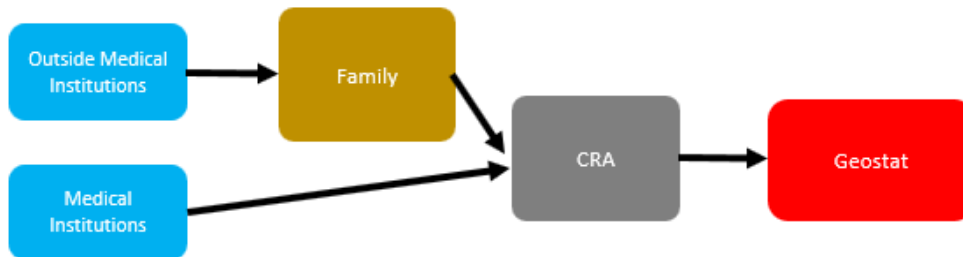 Outside Medical
Institutions
Family
CRA
Geostat
Medical
Institutions